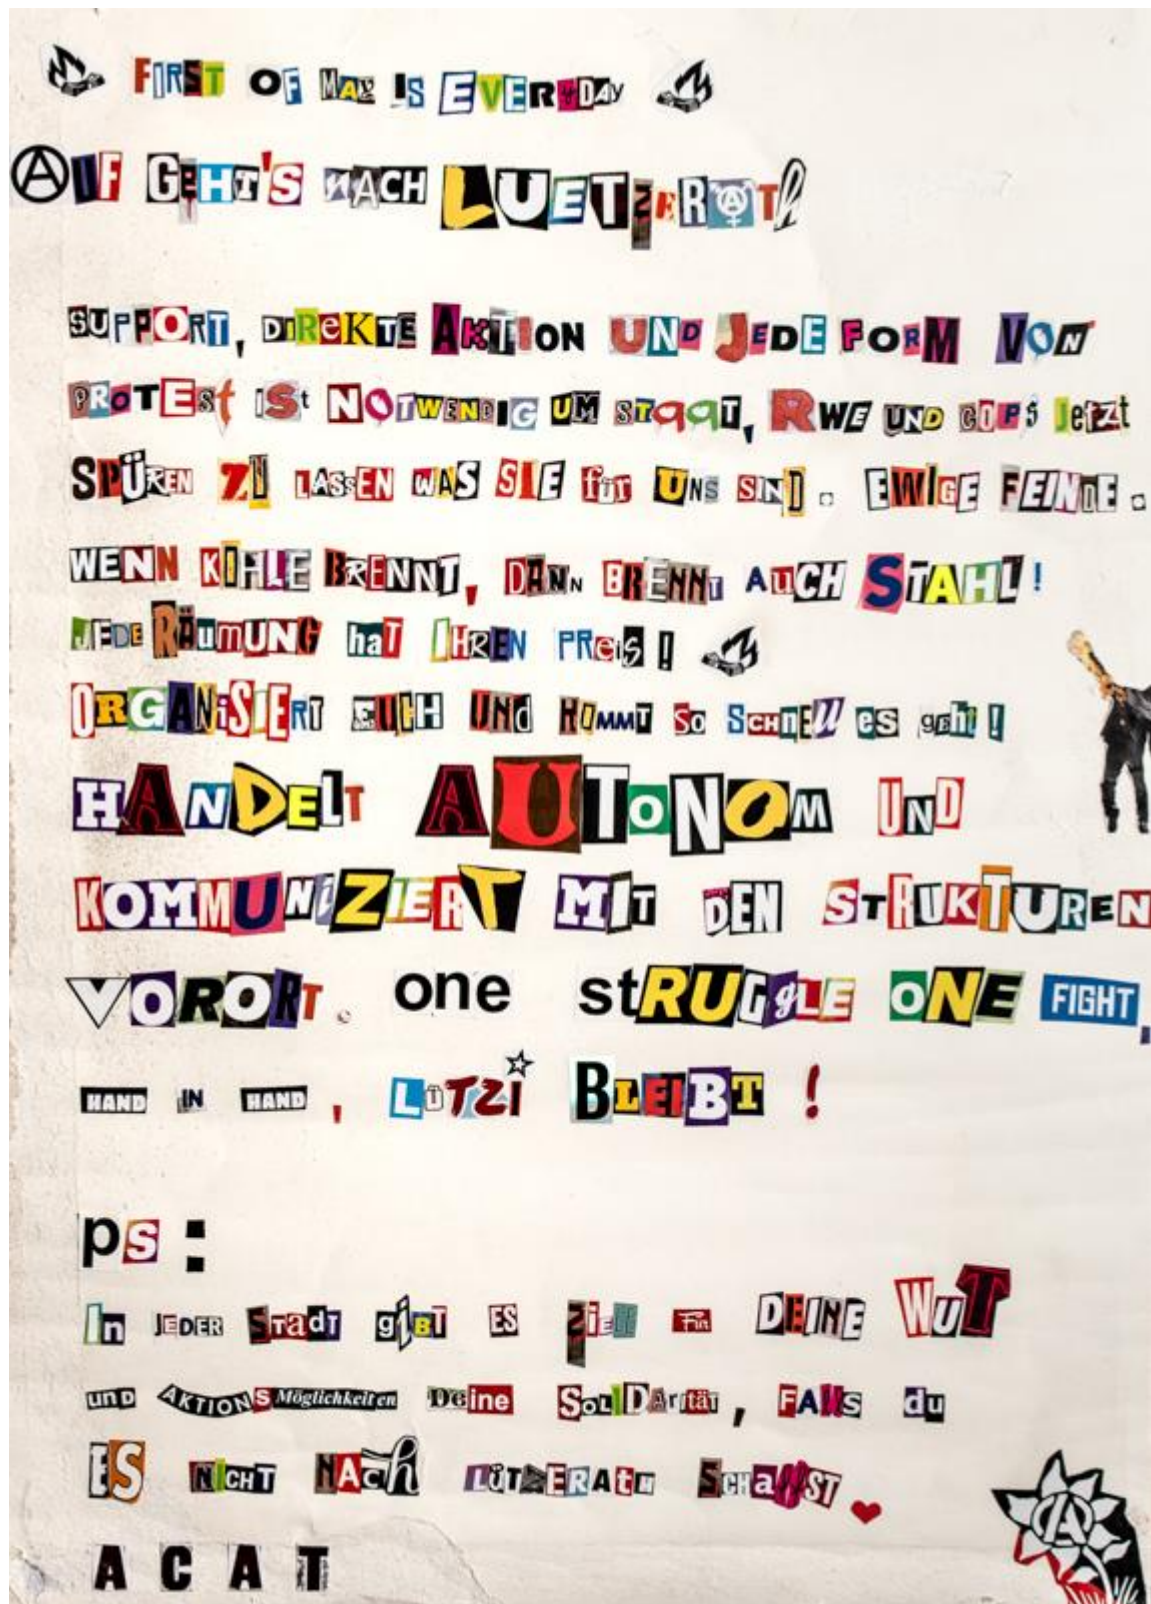 FIRST OF MAY IS EVERYDAY
AUF GEHT'S NACH LUETZERATH
SUPPORT, DIREKTE AKTION UND JEDE FORM VON
PROTEST IST NOTWENDIG UM STAAT, RWE UND COPS JETZT
SPÜREN ZU LASSEN WAS SIE für UNS SIND. EWIGE FEINDE.
WENN KOHLE BRENNT, DANN BRENNT AUCH STAHL!
JEDE RÄUMUNG hAT IHREN PREIS!
ORGANISIERT EUCH UND KOMMT SO SCHNELL ES geht!
HANDELT AUTONOM UND
KOMMUNIZIERT MIT DEN STRUKTUREN
VORORT. one stRUGGLE ONE FIGHT,
HAND IN HAND, LÜTZI BLEIBT!
ps:
In JEDER STadT gIBT ES ZIELE FÜR DEINE WUT
und AKTIONSMöglichkeiten Deine SOLIDArität, FALLS du
ES NICHT NACh LÜTZERATH SCHAffST
ACAT